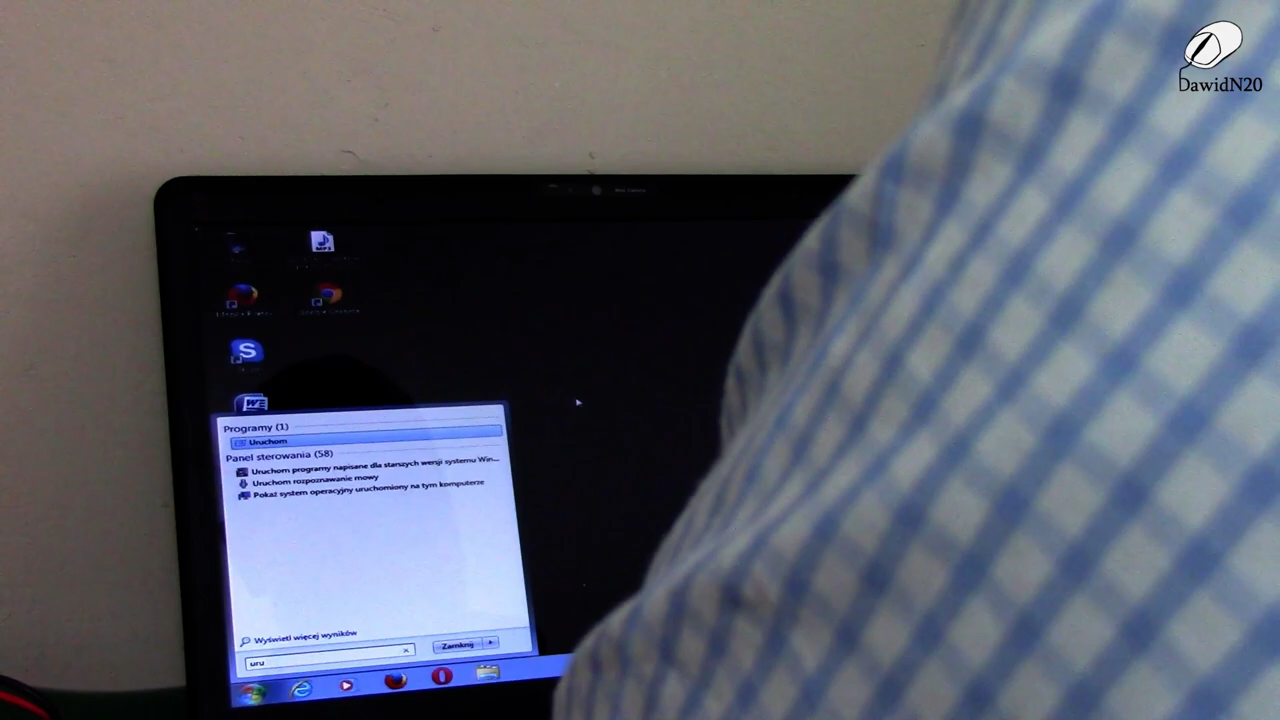 DawidN20
MP3
S
W
Programy (1)
Uruchom
Panel sterowania (58)
Uruchom programy napisane dla starszych wersji systemu Win...
Uruchom rozpoznawanie mowy
Pokaż system operacyjny uruchomiony na tym komputerze
Wyświetl więcej wyników
uru
Zamknij